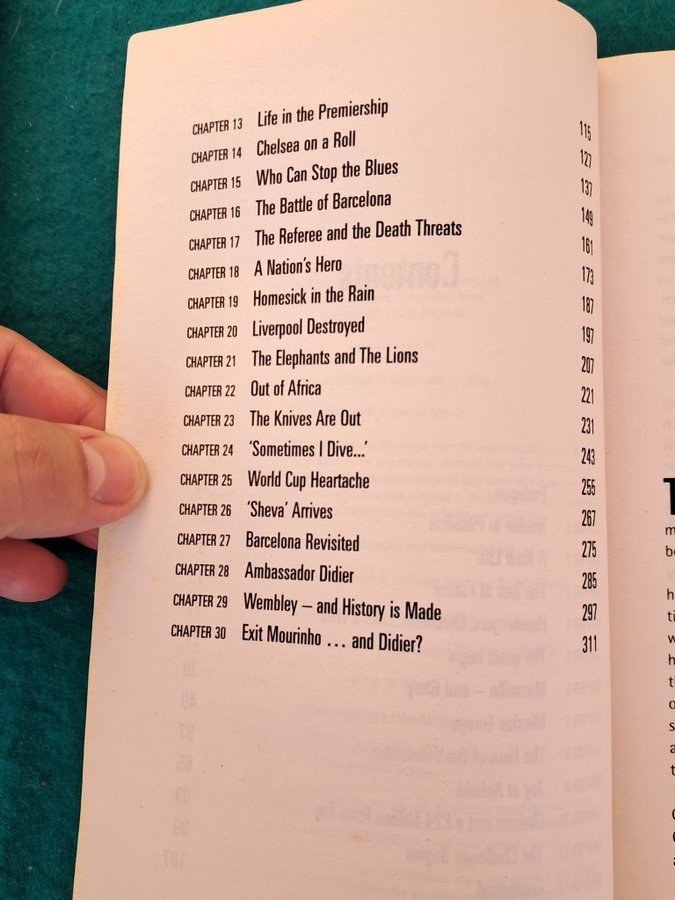 CHAPTER 13 Life in the Premiership 115
CHAPTER 14 Chelsea on a Roll 127
CHAPTER 15 Who Can Stop the Blues 137
CHAPTER 16 The Battle of Barcelona 149
CHAPTER 17 The Referee and the Death Threats 161
CHAPTER 18 A Nation's Hero 173
CHAPTER 19 Homesick in the Rain 187
CHAPTER 20 Liverpool Destroyed 197
CHAPTER 21 The Elephants and The Lions 207
CHAPTER 22 Out of Africa 221
CHAPTER 23 The Knives Are Out 231
CHAPTER 24 ‘Sometimes I Dive...’ 243
CHAPTER 25 World Cup Heartache 255
CHAPTER 26 ‘Sheva’ Arrives 267
CHAPTER 27 Barcelona Revisited 275
CHAPTER 28 Ambassador Didier 285
CHAPTER 29 Wembley – and History is Made 297
CHAPTER 30 Exit Mourinho ... and Didier? 311